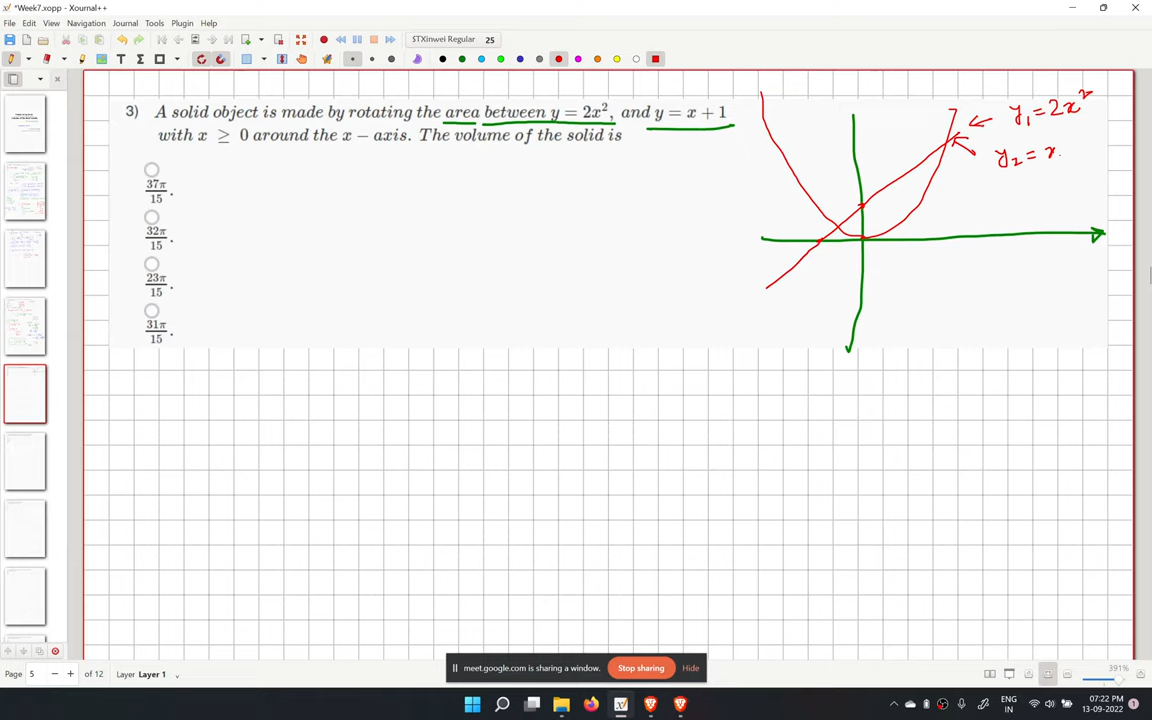 *Week7.xopp - Xournal++
File Edit View Navigation Journal Tools Plugin Help
STXinwei Regular 25
3) A solid object is made by rotating the area between y = 2x², and y = x + 1
with x ≥ 0 around the x − axis. The volume of the solid is
37π/15.
32π/15.
23π/15.
31π/15.
y₁ = 2x²
y₂ = x
meet.google.com is sharing a window. Stop sharing Hide
Page 5 of 12 Layer Layer 1
391%
ENG
IN
07:22 PM
13-09-2022
1